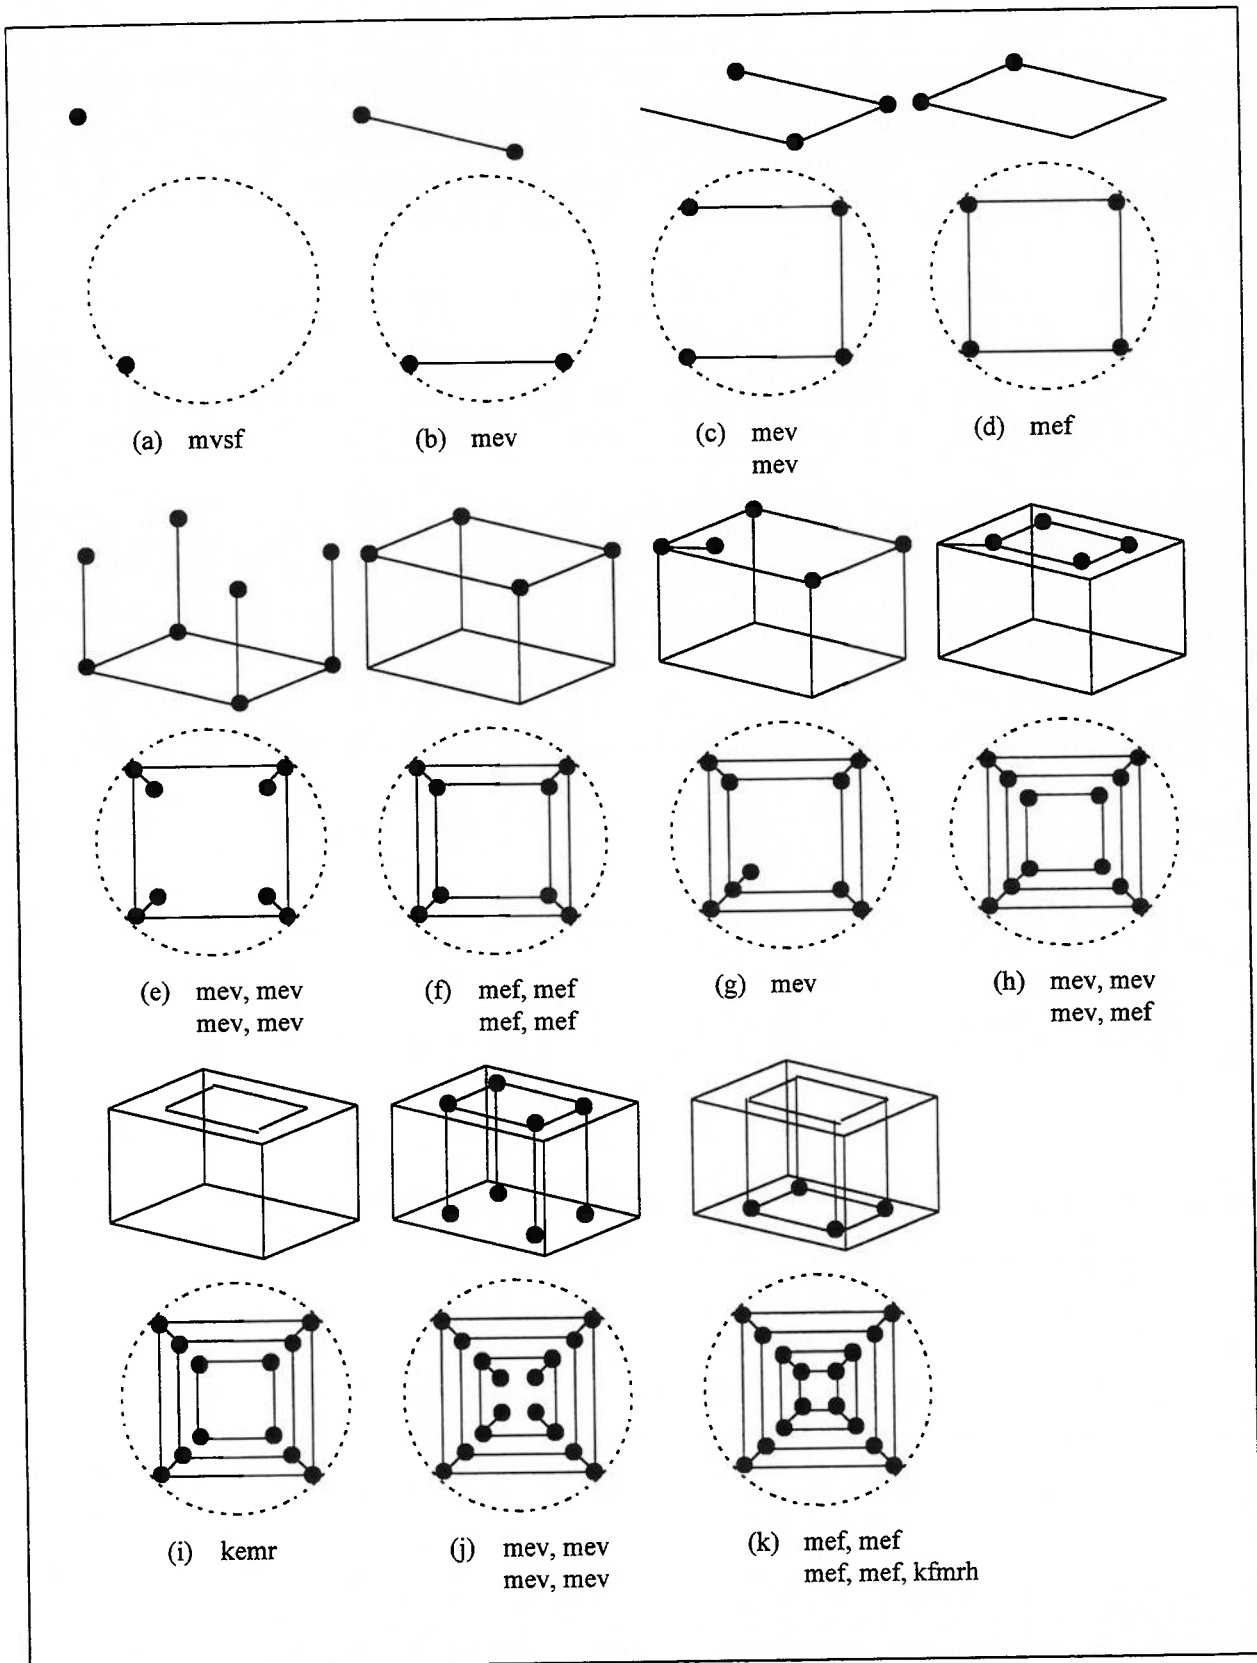 (a) mvsf
(b) mev
(c) mev
mev
(d) mef
(e) mev, mev
mev, mev
(f) mef, mef
mef, mef
(g) mev
(h) mev, mev
mev, mef
(i) kemr
(j) mev, mev
mev, mev
(k) mef, mef
mef, mef, kfmrh